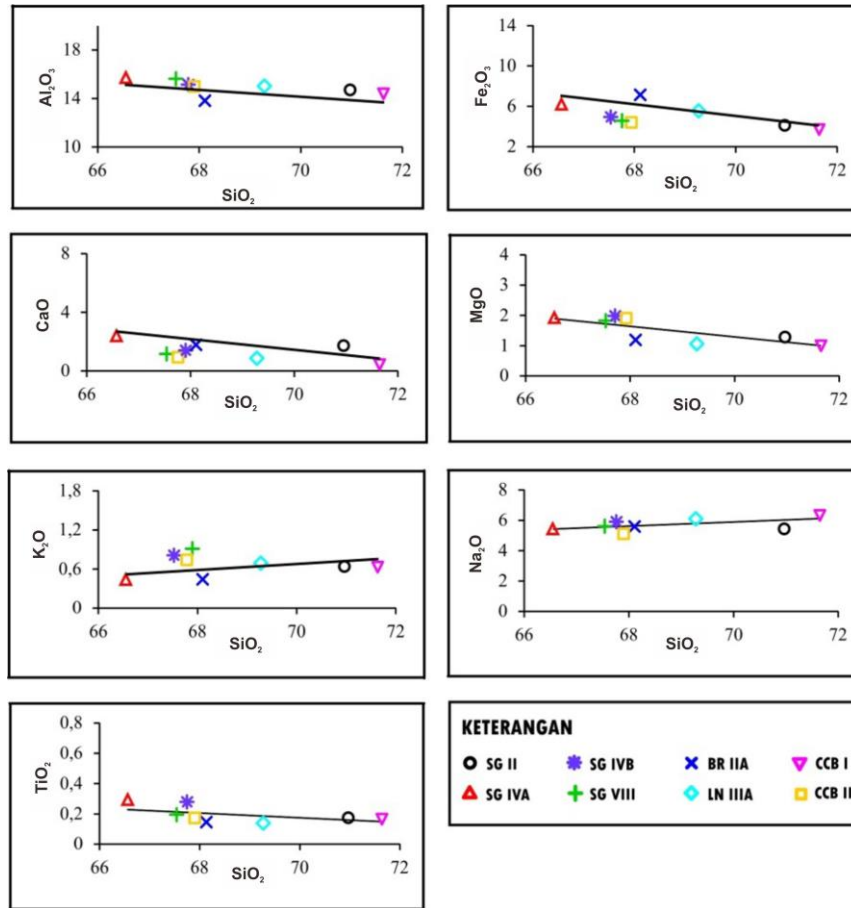 Al₂O₃
18
14
10
66 68 70 72
SiO₂
Fe₂O₃
14
10
6
2
66 68 70 72
SiO₂
CaO
8
4
0
66 68 70 72
SiO₂
MgO
4
3
2
1
0
66 68 70 72
SiO₂
K₂O
1,8
1,2
0,6
0
66 68 70 72
SiO₂
Na₂O
8
6
4
2
0
66 68 70 72
SiO₂
TiO₂
0,8
0,6
0,4
0,2
0
66 68 70 72
SiO₂
KETERANGAN
SG II SG IVB BR IIA CCB I
SG IVA SG VIII LN IIIA CCB II